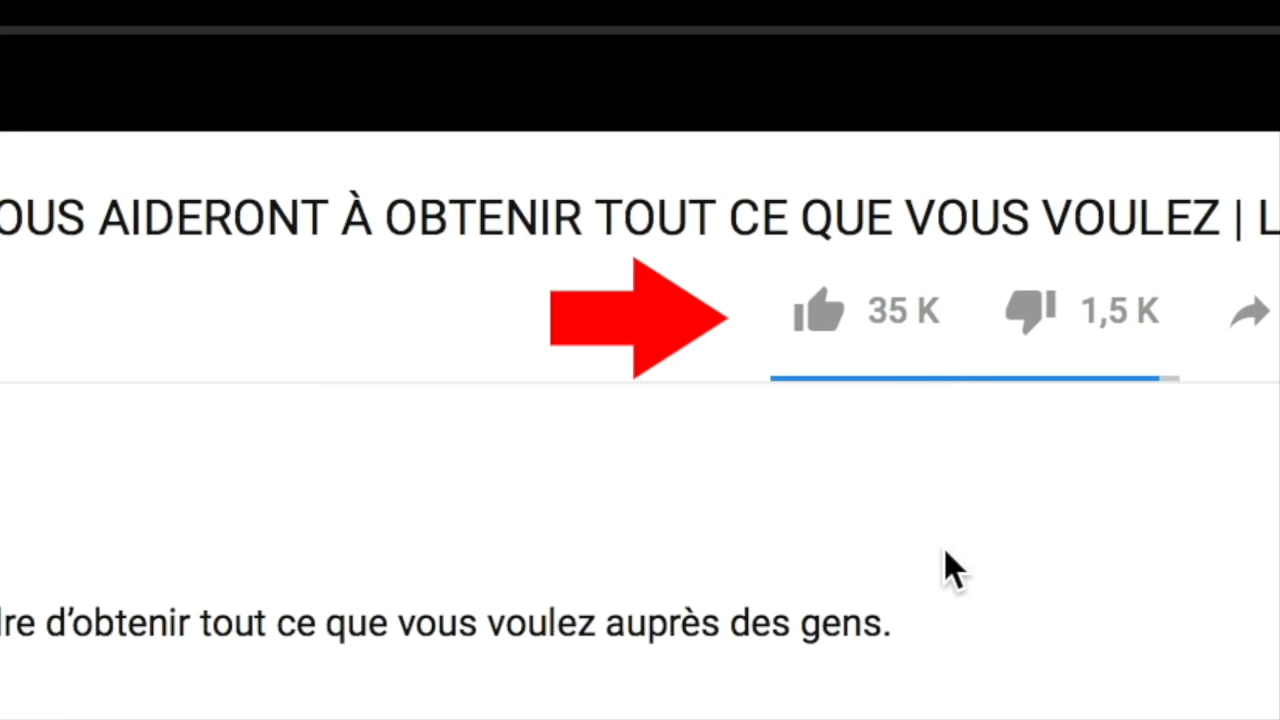 OUS AIDERONT À OBTENIR TOUT CE QUE VOUS VOULEZ | L
35 K 1,5 K
dre d’obtenir tout ce que vous voulez auprès des gens.